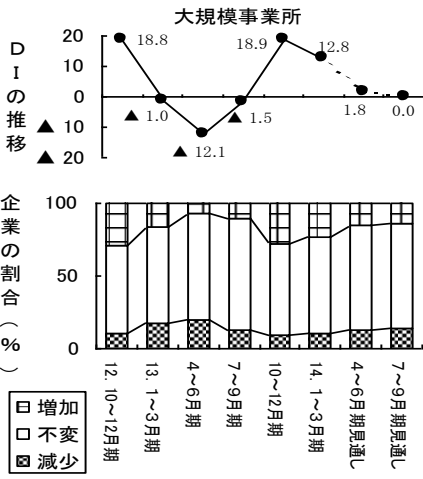 大規模事業所
DIの推移
20
10
0
▲ 10
▲ 20
18.8
▲ 1.0
▲ 12.1
▲ 1.5
18.9
12.8
1.8
0.0
企業の割合(%)
100
50
0
12. 10～12月期
13. 1～3月期
4～6月期
7～9月期
10～12月期
14. 1～3月期
4～6月期見通し
7～9月期見通し
増加
不変
減少